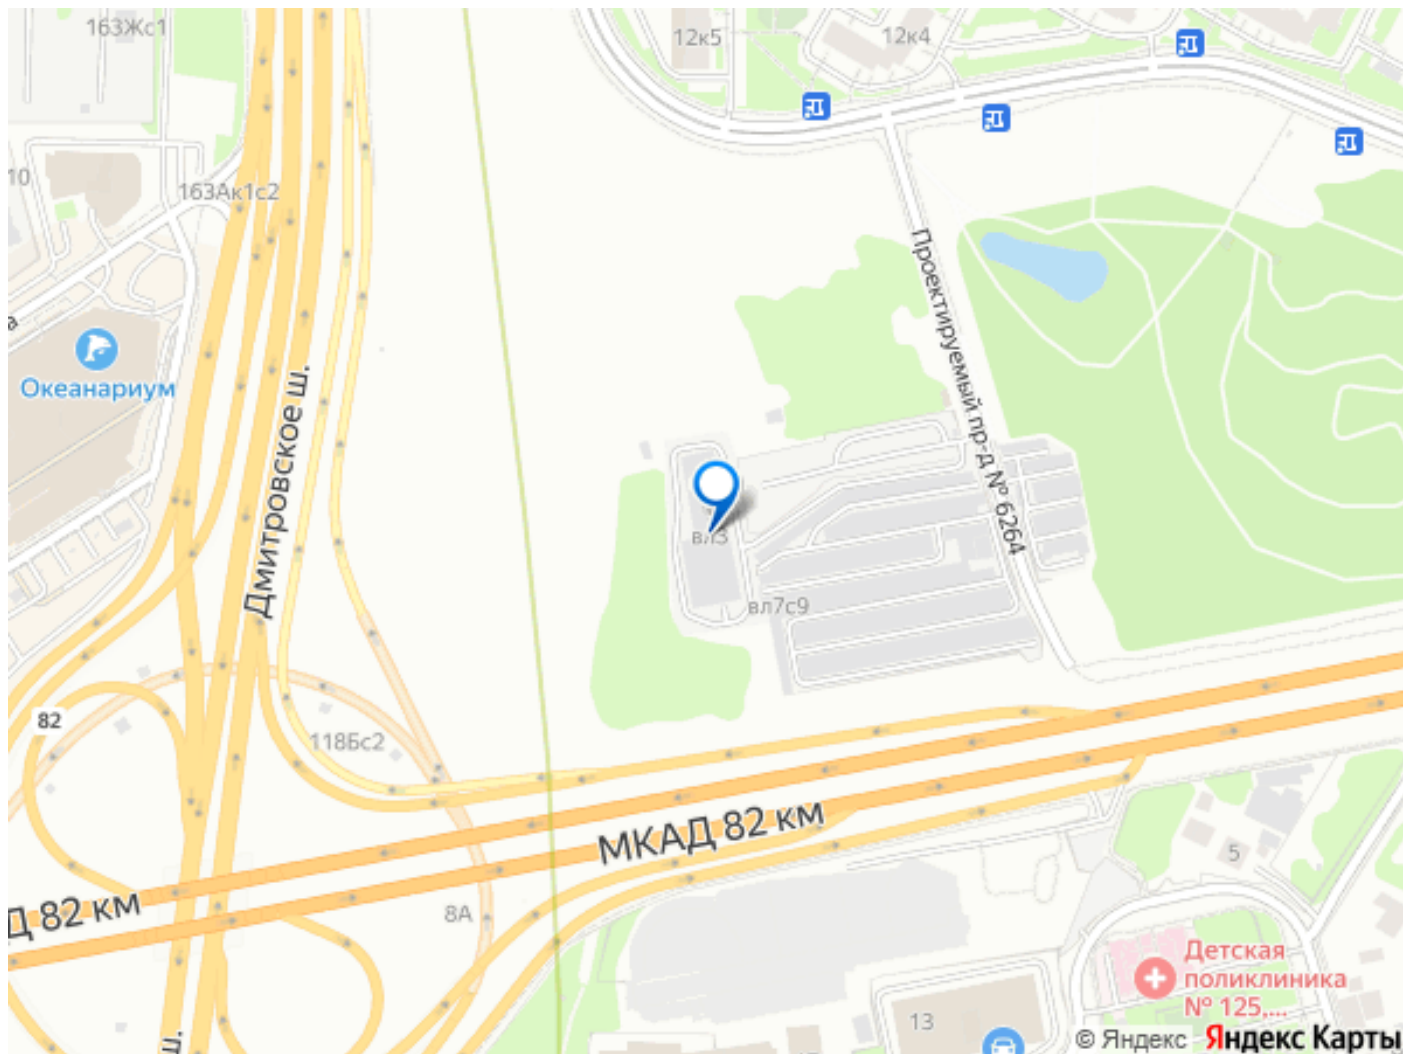 163Жс1
12к5
12к4
10
163Ак1с2
Проектируемый пр-д № 6264
Океанариум
Дмитровское ш.
вл3
вл7с9
82
118Бс2
МКАД 82 км
Д 82 км
8А
5
Детская
поликлиника
№ 125,...
13
ш.
© Яндекс Яндекс Карты